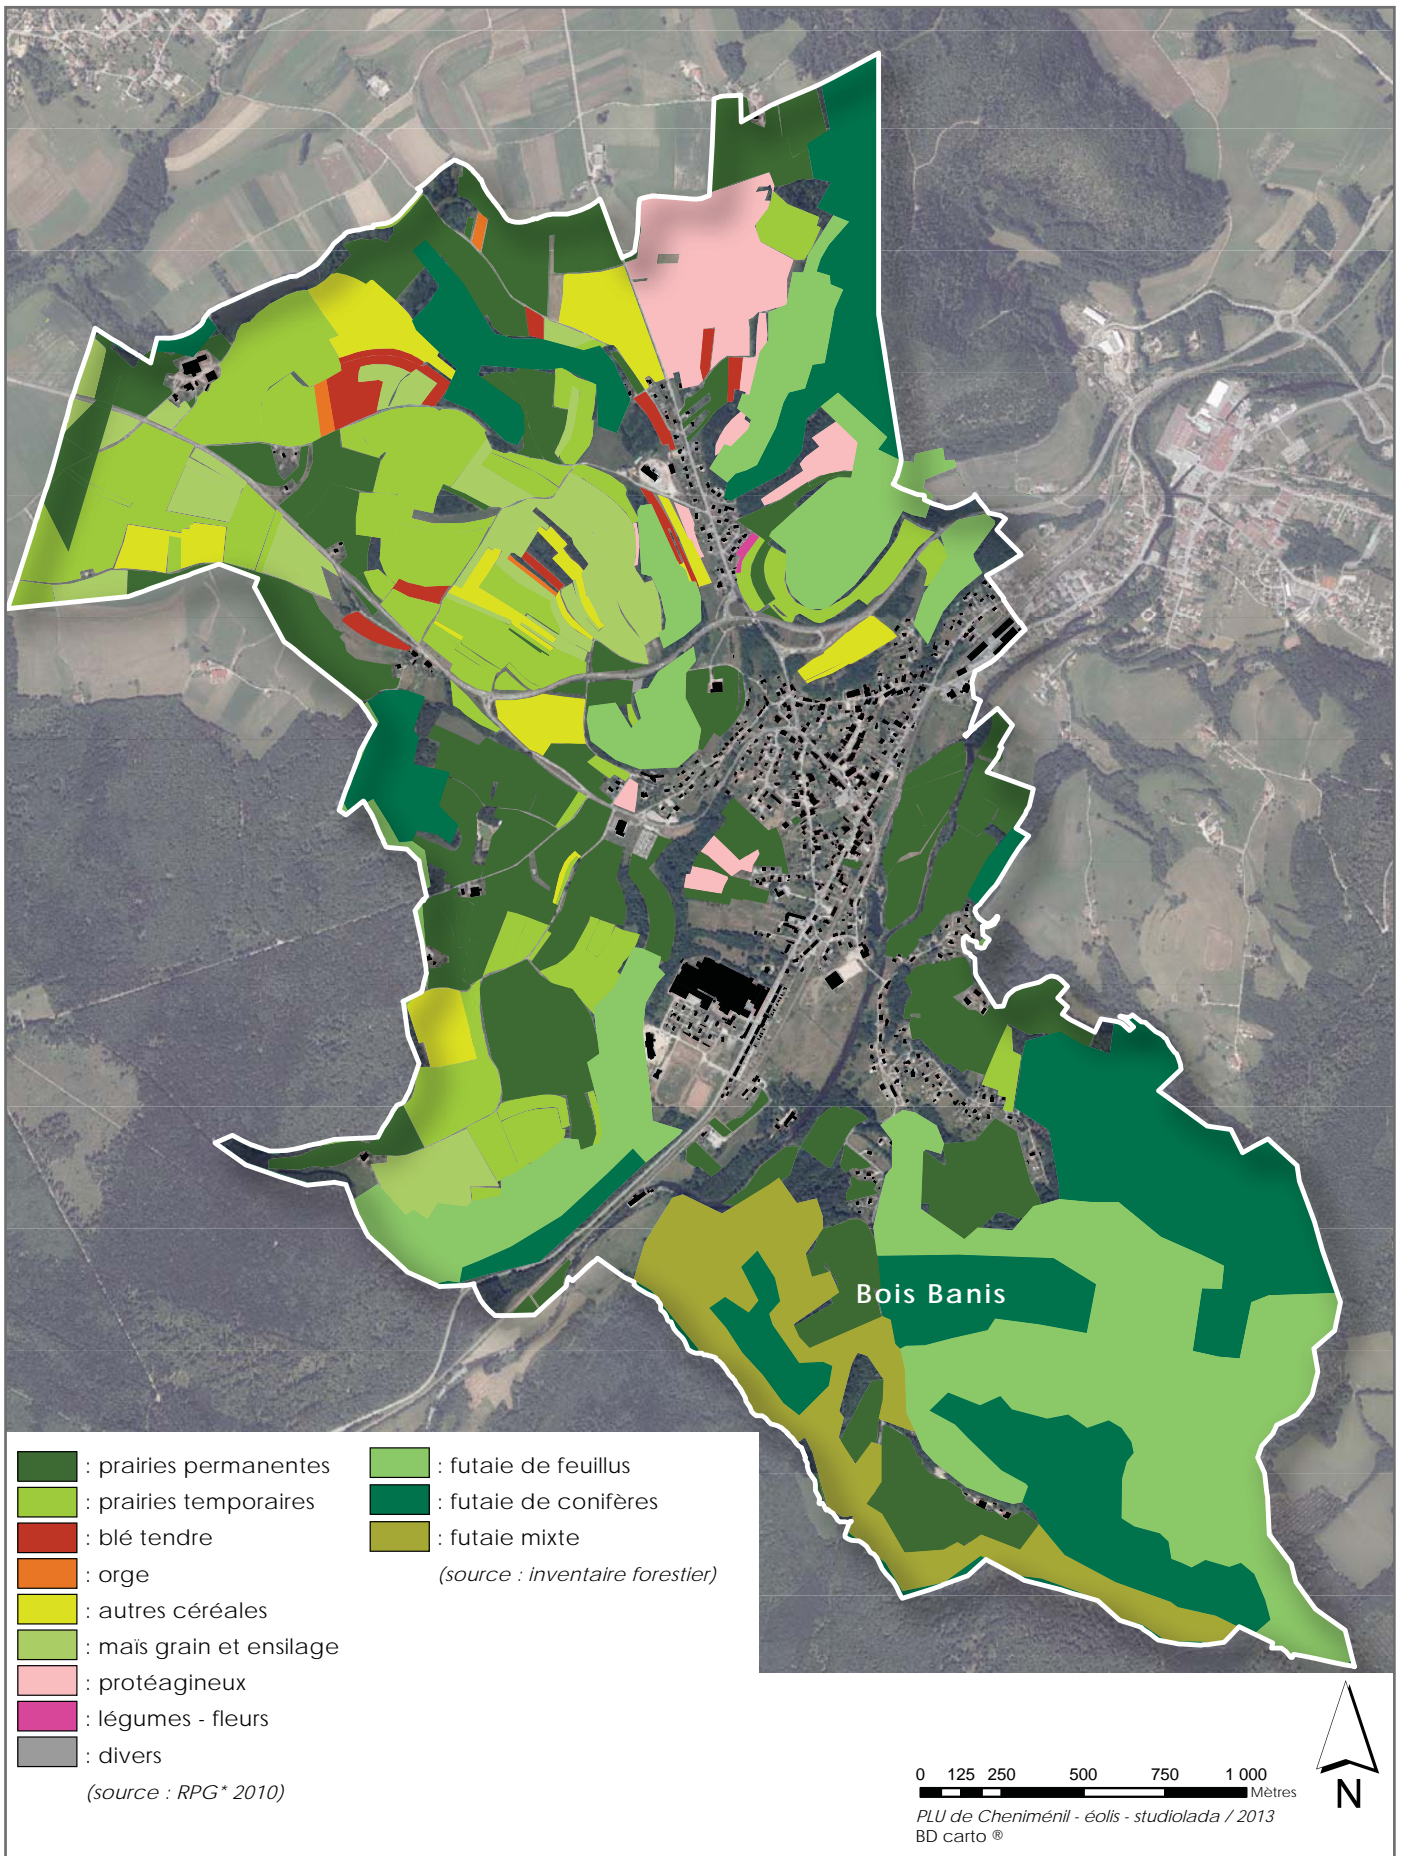 Bois Banis
: prairies permanentes
: prairies temporaires
: blé tendre
: orge
: autres céréales
: maïs grain et ensilage
: protéagineux
: légumes - fleurs
: divers
(source : RPG* 2010)
: futaie de feuillus
: futaie de conifères
: futaie mixte
(source : inventaire forestier)
0 125 250 500 750 1 000
Mètres
PLU de Cheniménil - éolis - studiolada / 2013
BD carto ®
N